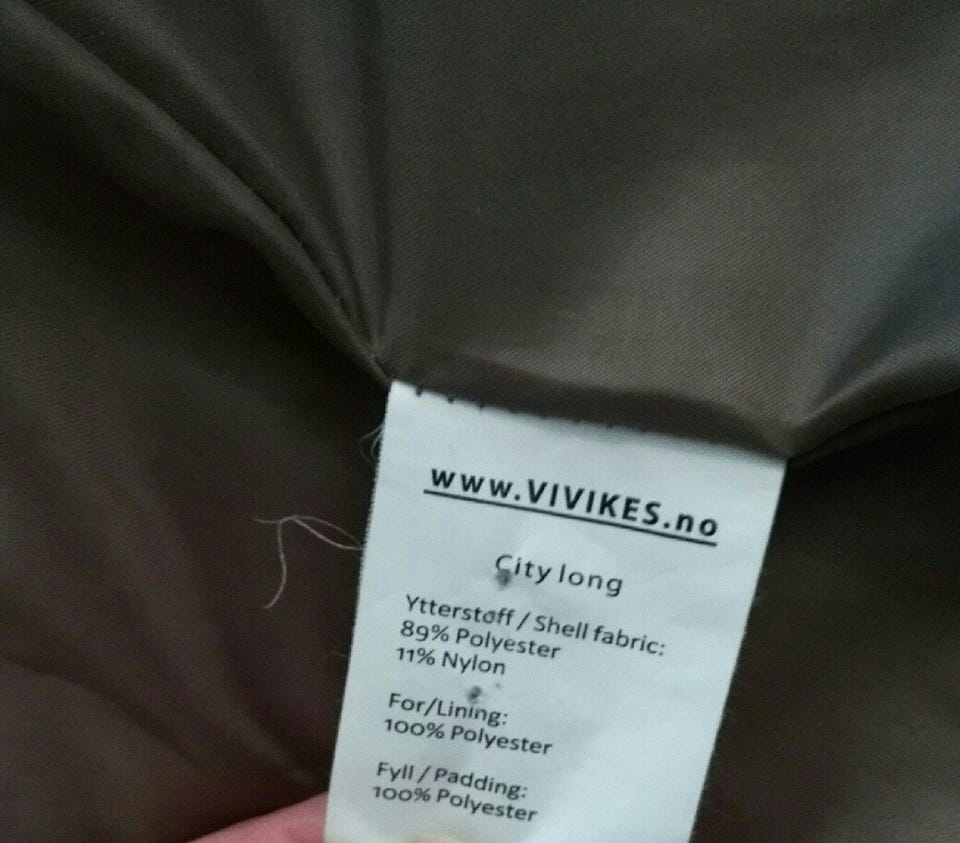 www.VIVIKES.no
City long
Ytterstoff / Shell fabric:
89% Polyester
11% Nylon
For/Lining:
100% Polyester
Fyll / Padding:
100% Polyester